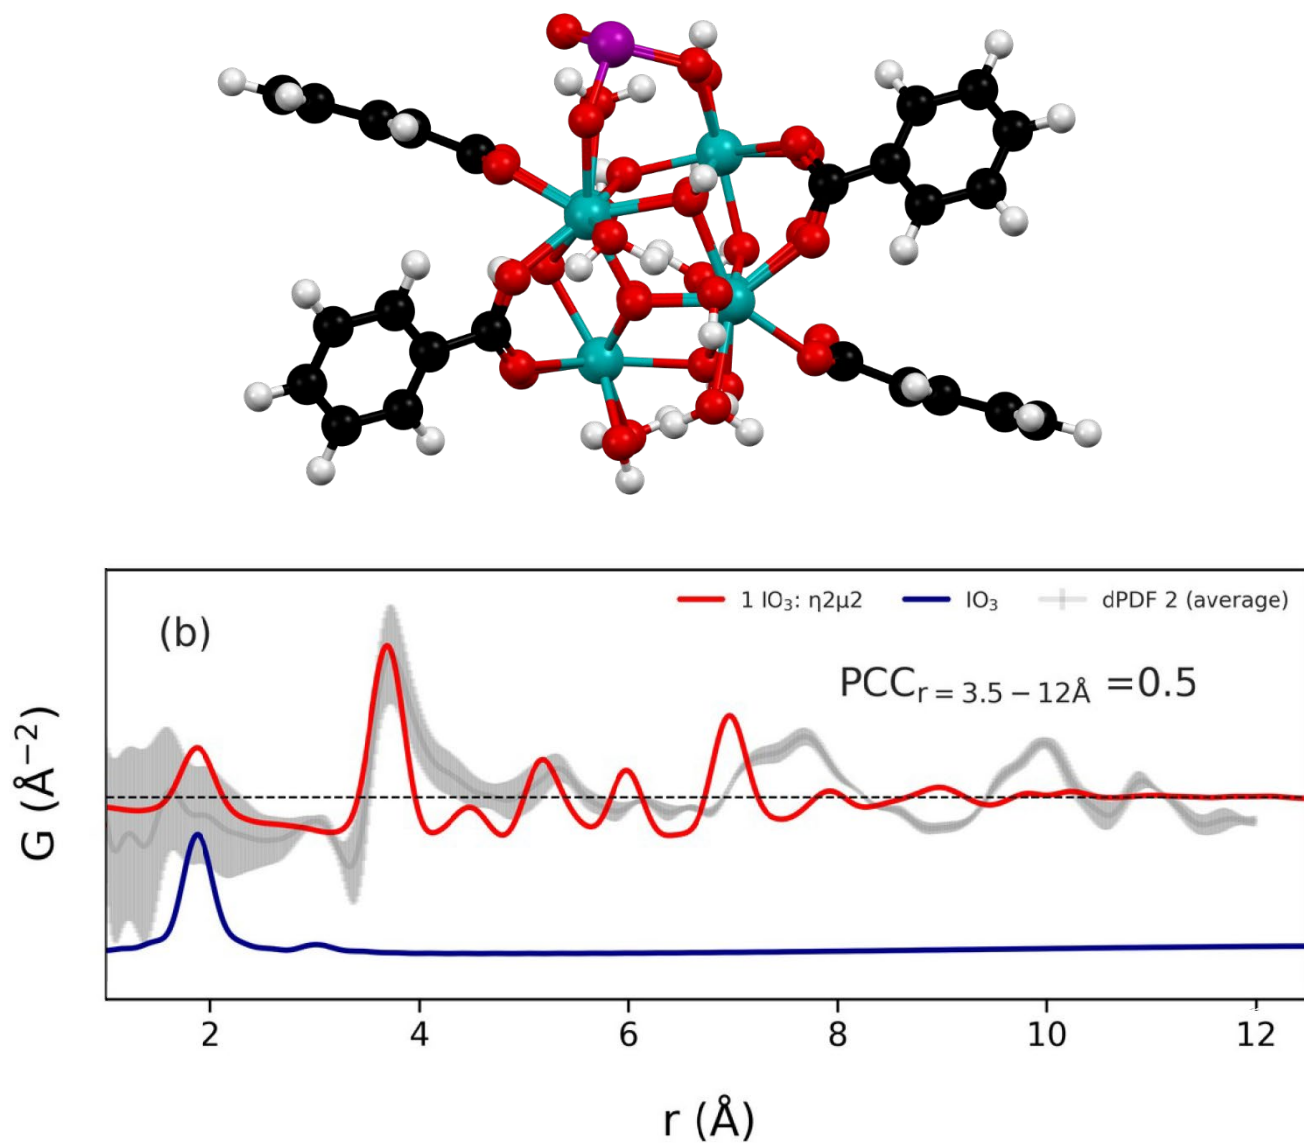 1 IO₃: η2μ2 IO₃ dPDF 2 (average)
(b)
PCC_{r = 3.5 − 12Å} =0.5
G (Å⁻²)
2 4 6 8 10 12
r (Å)